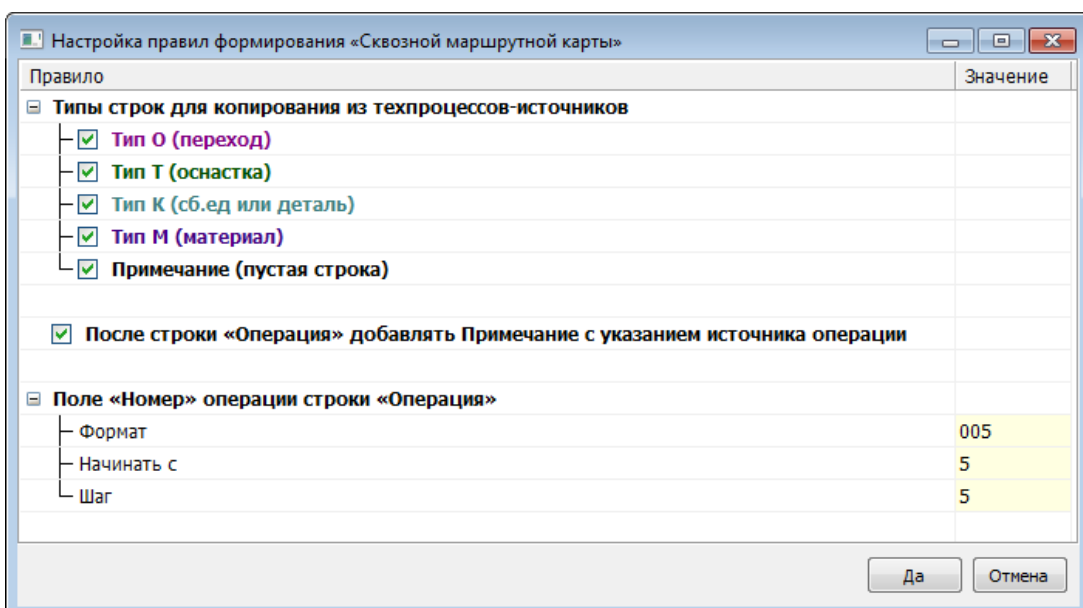 Настройка правил формирования «Сквозной маршрутной карты»
Правило Значение
Типы строк для копирования из техпроцессов-источников
Тип О (переход)
Тип Т (оснастка)
Тип К (сб.ед или деталь)
Тип М (материал)
Примечание (пустая строка)
После строки «Операция» добавлять Примечание с указанием источника операции
Поле «Номер» операции строки «Операция»
Формат 005
Начинать с 5
Шаг 5
Да Отмена